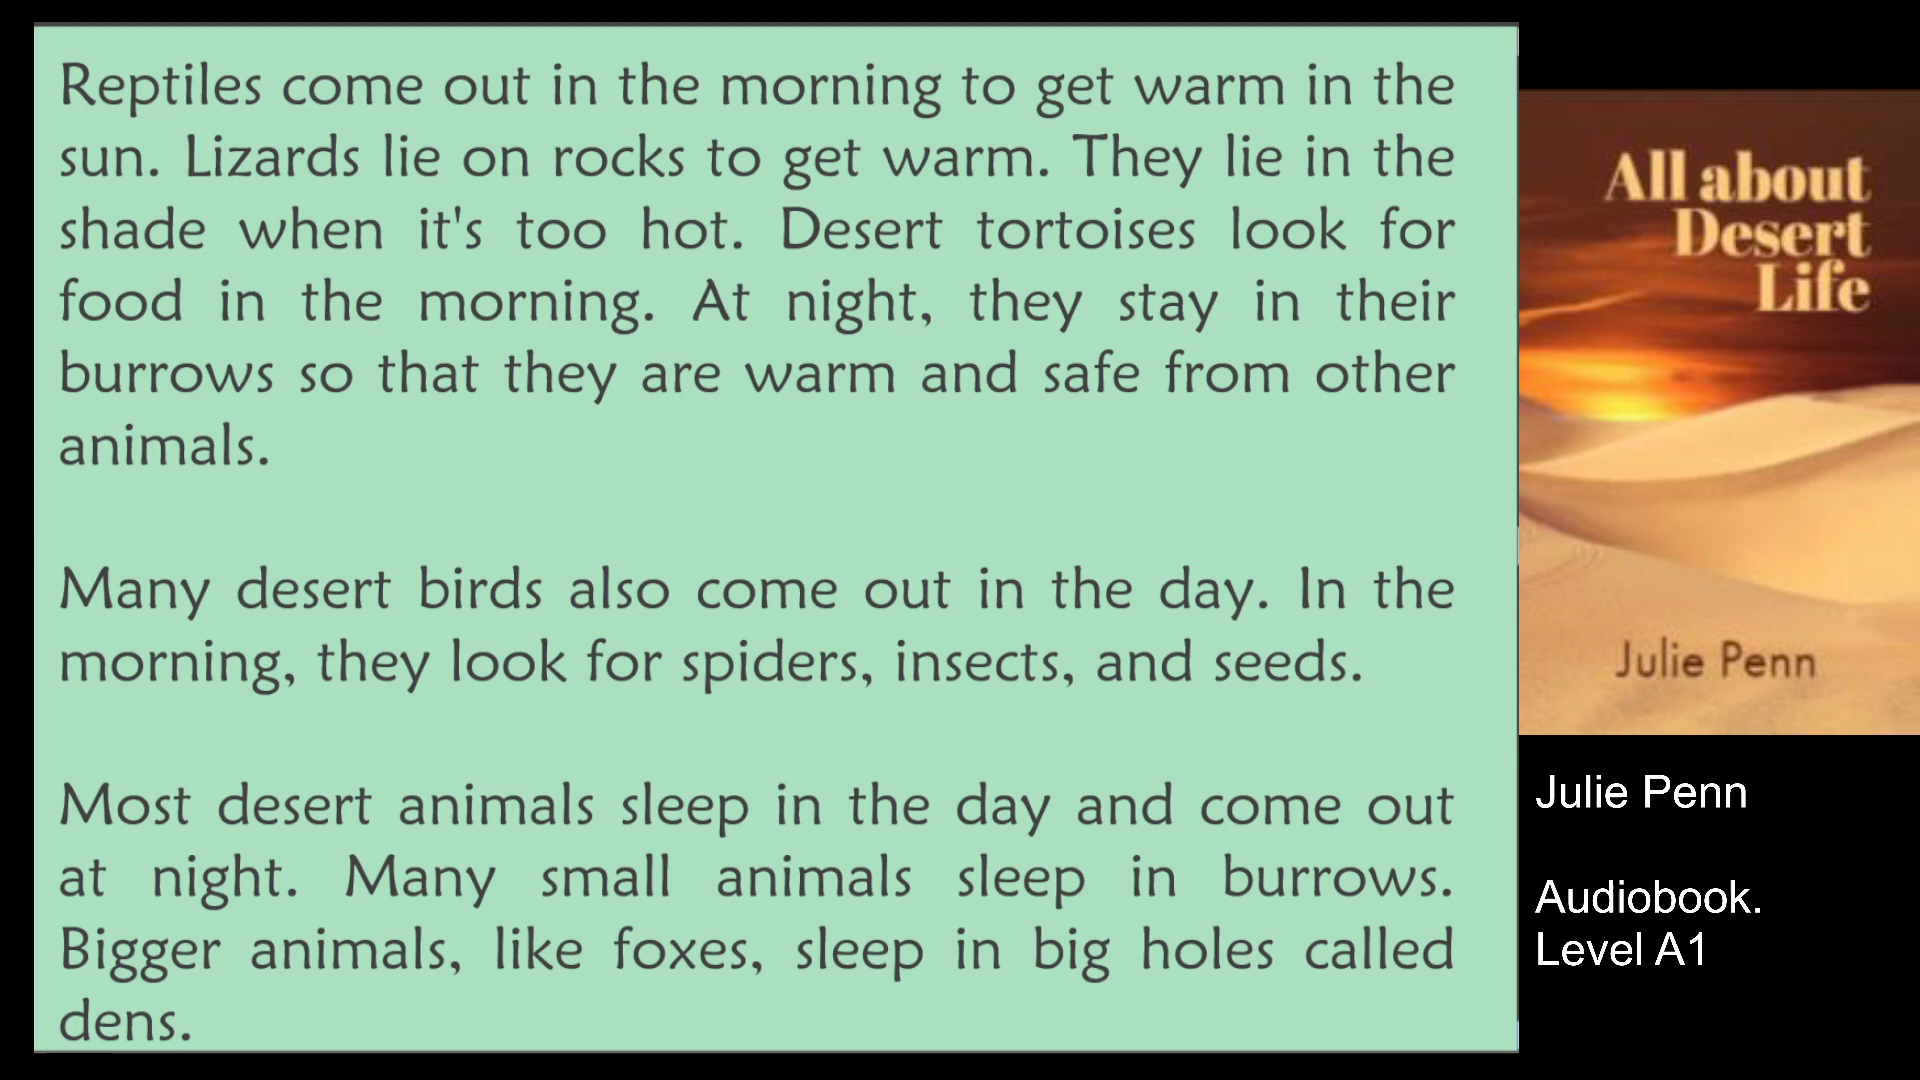 Reptiles come out in the morning to get warm in the
sun. Lizards lie on rocks to get warm. They lie in the
shade when it's too hot. Desert tortoises look for
food in the morning. At night, they stay in their
burrows so that they are warm and safe from other
animals.
Many desert birds also come out in the day. In the
morning, they look for spiders, insects, and seeds.
Most desert animals sleep in the day and come out
at night. Many small animals sleep in burrows.
Bigger animals, like foxes, sleep in big holes called
dens.
All about
Desert
Life
Julie Penn
Julie Penn
Audiobook.
Level A1